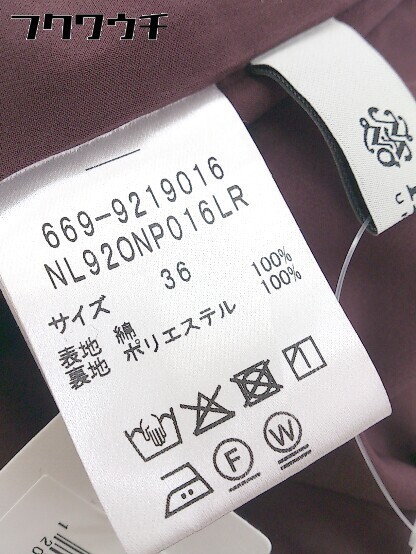 フクワウチ
669-9219016
NL92ONP016LR
サイズ 36
表地 綿 100%
裏地 ポリエステル 100%
F
W